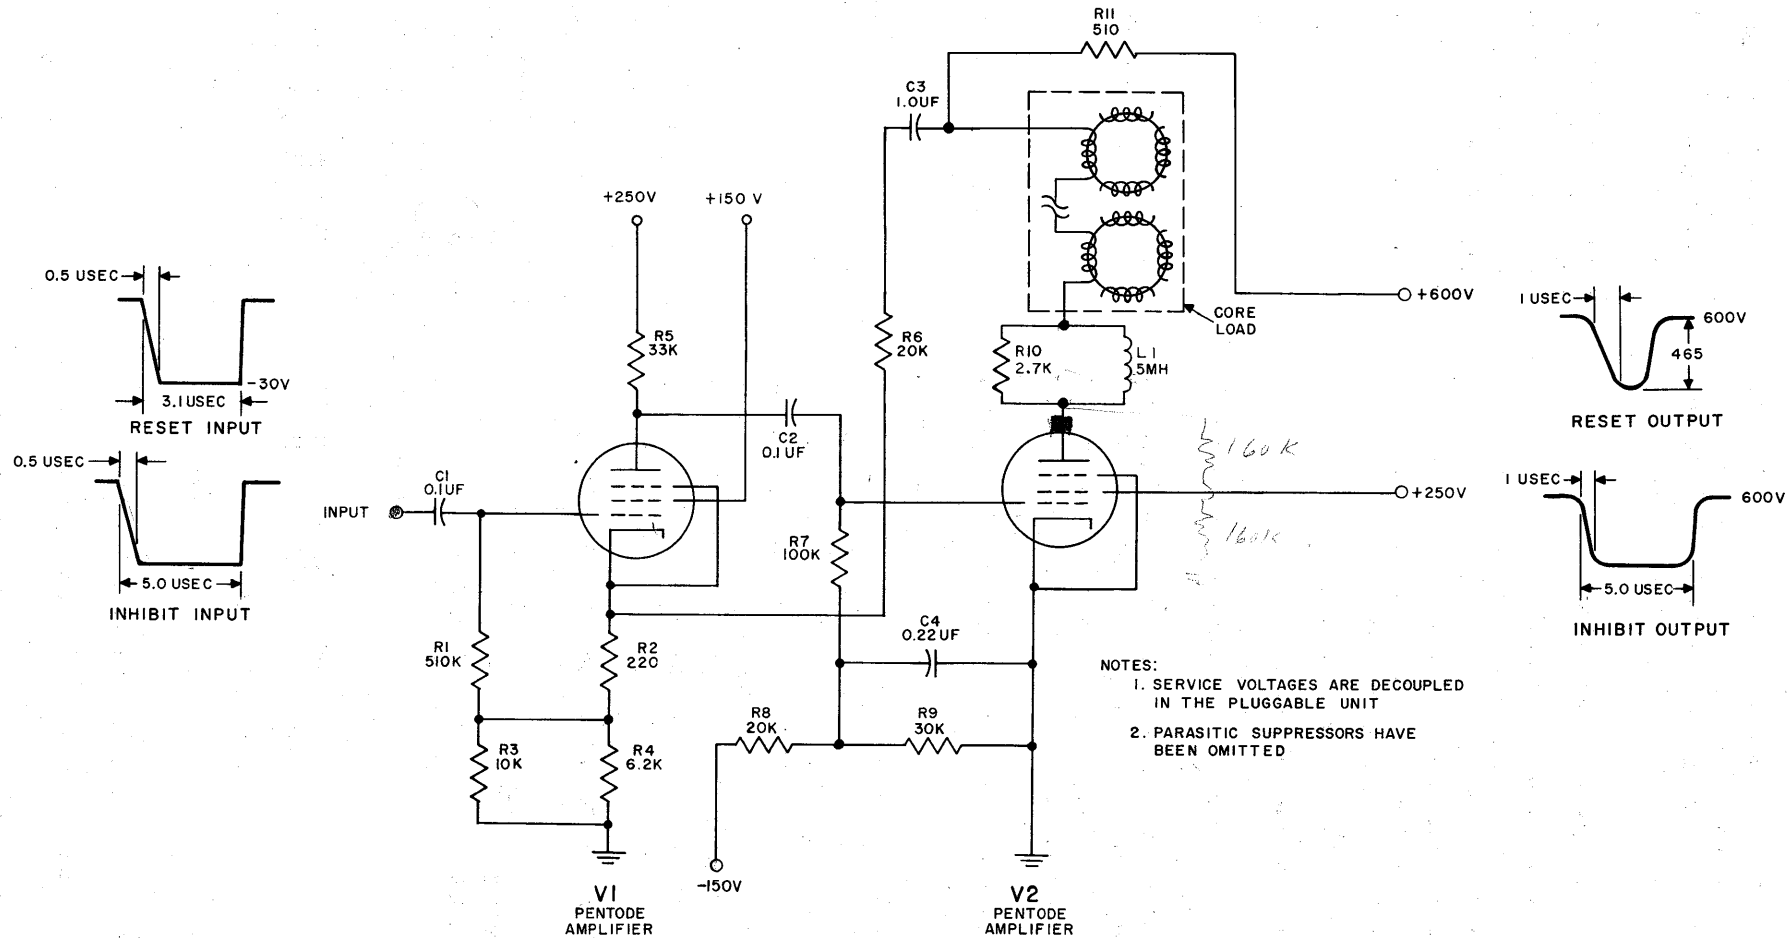 R11
510
C3
1.0UF
+250V
+150 V
0.5 USEC
-30V
3.1USEC
RESET INPUT
0.5 USEC
5.0 USEC
INHIBIT INPUT
INPUT
C1
0.1UF
R5
33K
C2
0.1UF
R6
20K
R7
100K
CORE
LOAD
R10
2.7K
L1
.5MH
+600V
1 USEC
600V
465
RESET OUTPUT
160K
160K
+250V
1 USEC
600V
5.0 USEC
INHIBIT OUTPUT
R1
510K
R2
220
R3
10K
R4
6.2K
C4
0.22UF
R8
20K
R9
30K
-150V
NOTES:
1. SERVICE VOLTAGES ARE DECOUPLED
IN THE PLUGGABLE UNIT
2. PARASITIC SUPPRESSORS HAVE
BEEN OMITTED
V1
PENTODE
AMPLIFIER
V2
PENTODE
AMPLIFIER